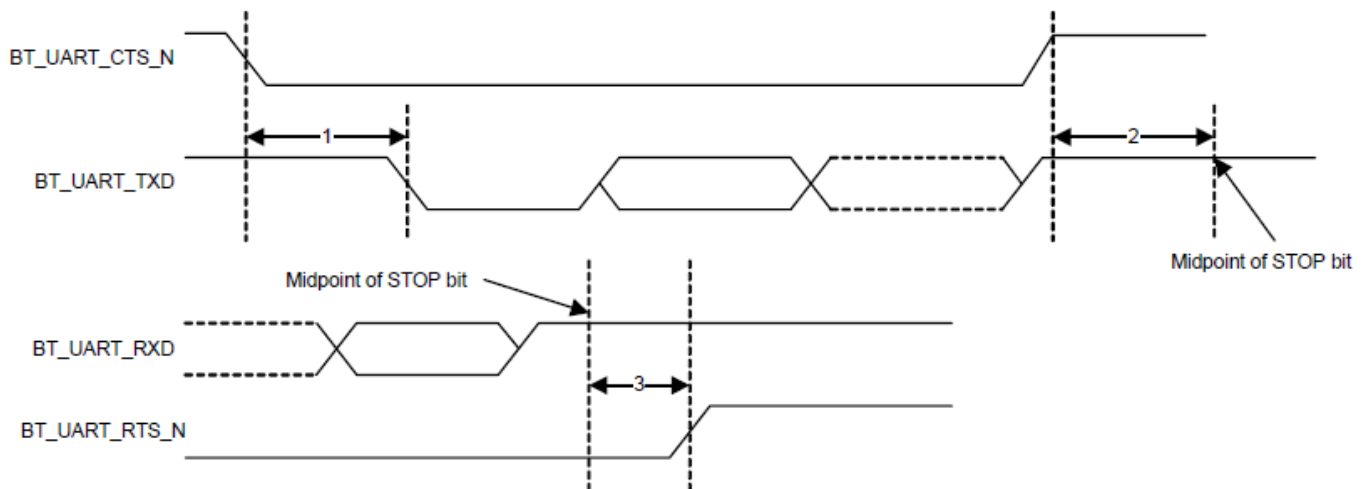 BT_UART_CTS_N
1
2
BT_UART_TXD
Midpoint of STOP bit
Midpoint of STOP bit
BT_UART_RXD
3
BT_UART_RTS_N